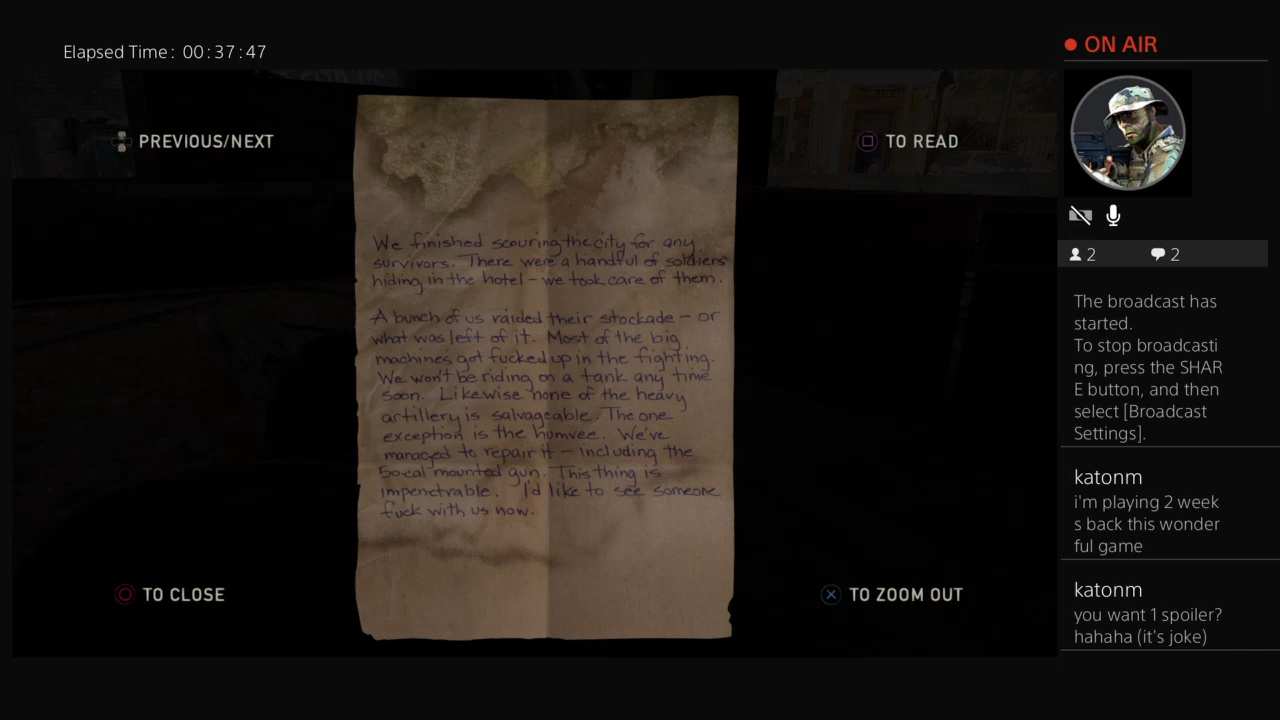 Elapsed Time: 00:37:47
ON AIR
PREVIOUS/NEXT
TO READ
We finished scouring the city for any
survivors. There were a handful of soldiers
hiding in the hotel – we took care of them.
A bunch of us raided their stockade – or
what was left of it. Most of the big
machines got fucked up in the fighting.
We won't be riding on a tank any time
soon. Likewise none of the heavy
artillery is salvageable. The one
exception is the humvee. We've
managed to repair it – including the
50 cal mounted gun. This thing is
impenetrable. I'd like to see someone
fuck with us now.
TO CLOSE
TO ZOOM OUT
2
2
The broadcast has
started.
To stop broadcasti
ng, press the SHAR
E button, and then
select [Broadcast
Settings].
katonm
i'm playing 2 week
s back this wonder
ful game
katonm
you want 1 spoiler?
hahaha (it's joke)